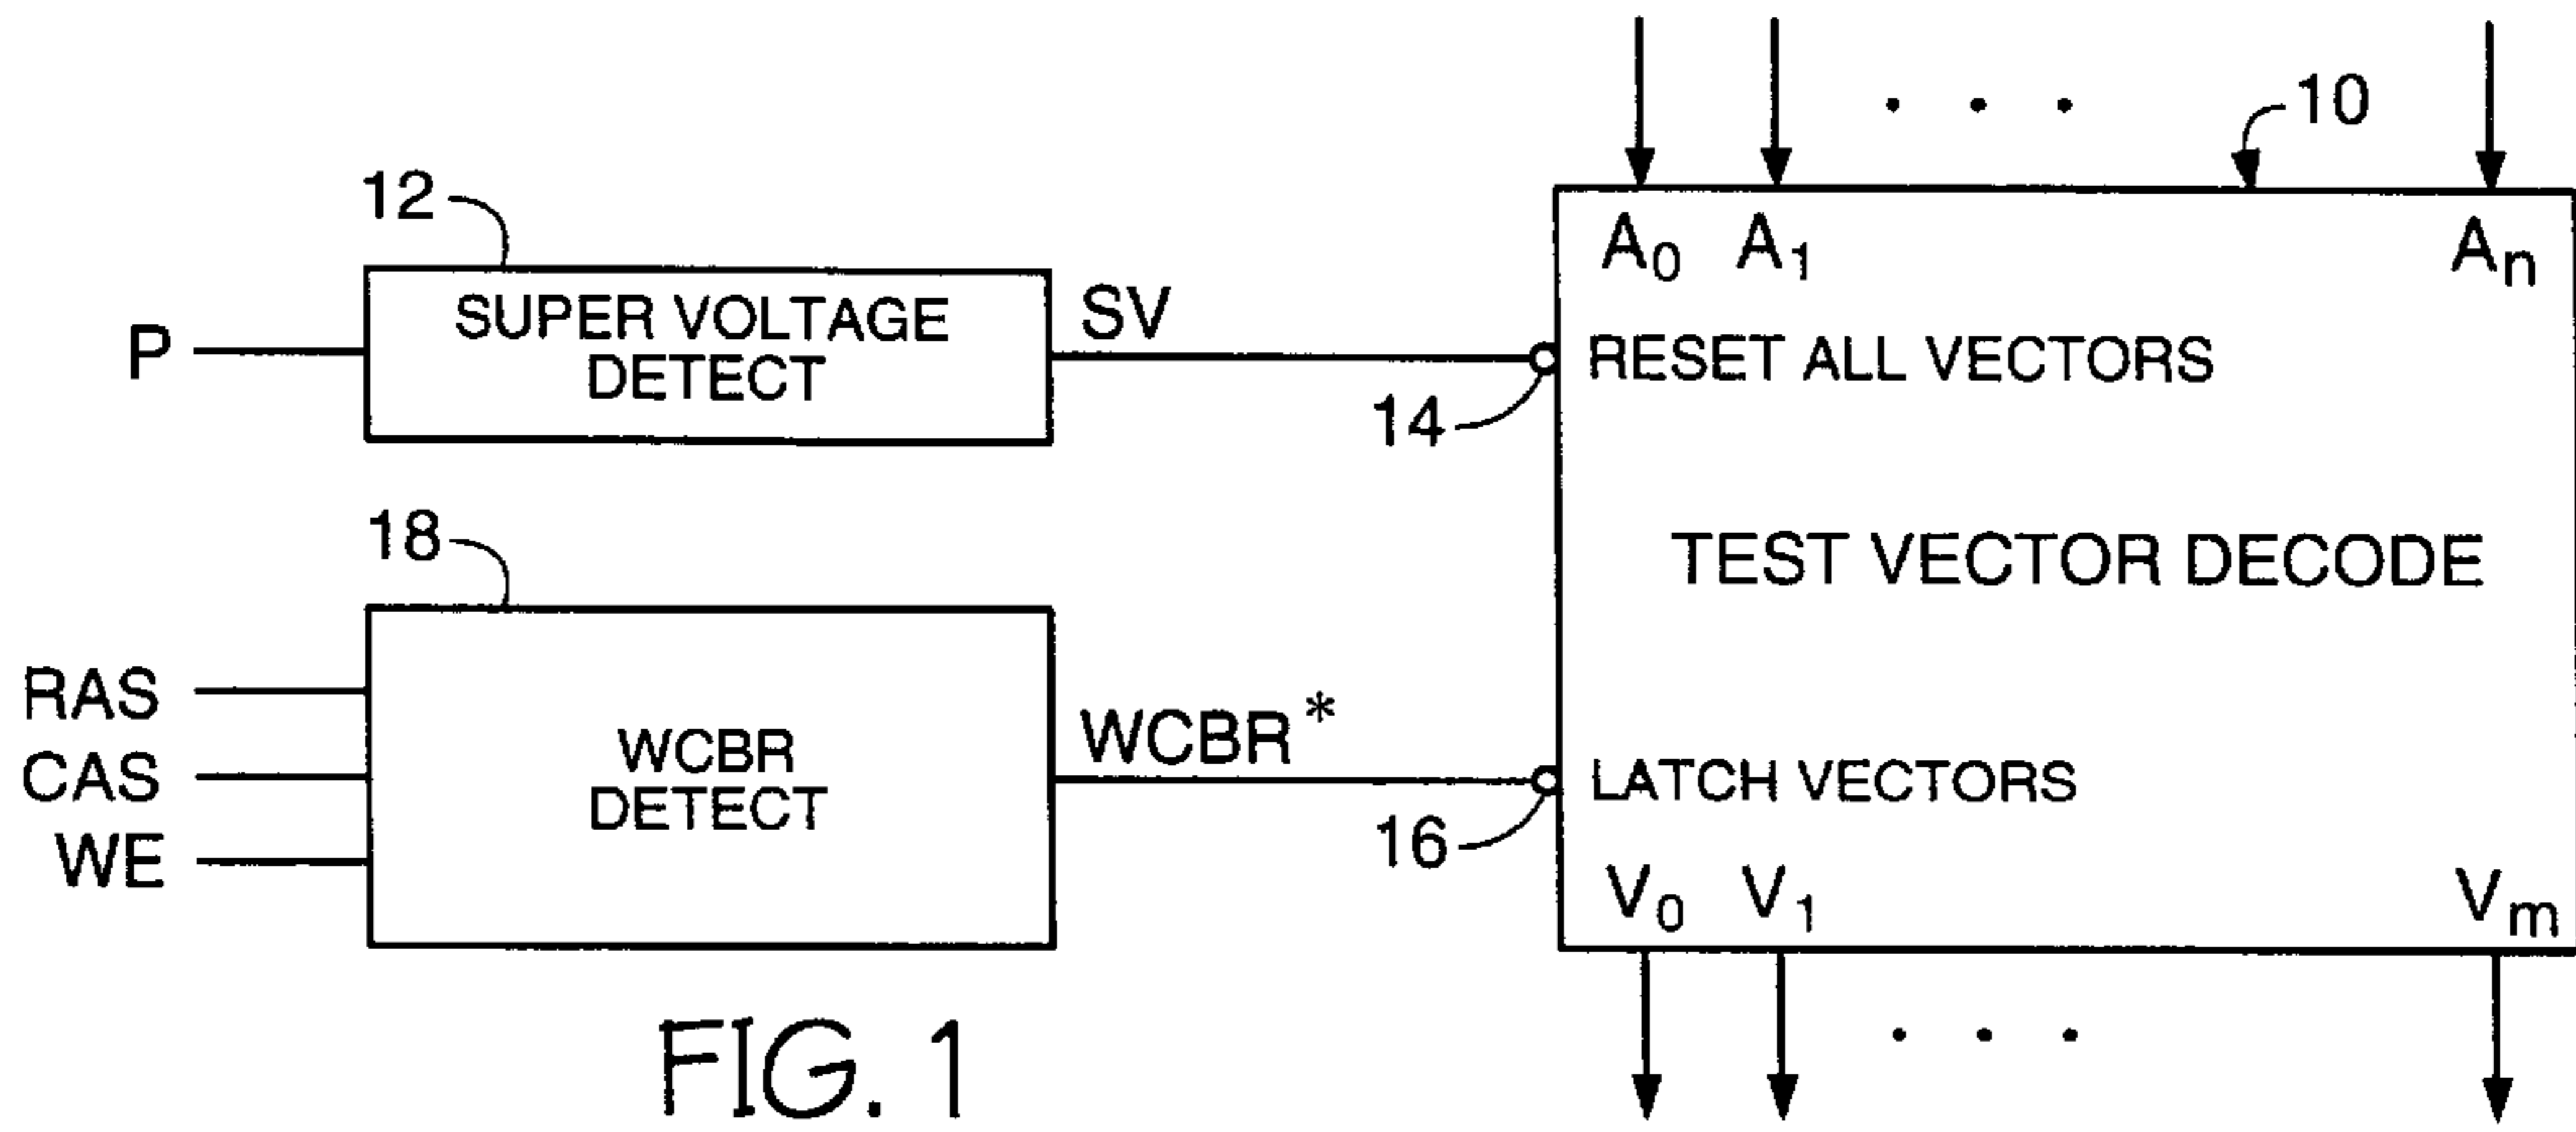 10
12
A0 A1 An
P
SUPER VOLTAGE
DETECT
SV
RESET ALL VECTORS
14
18
TEST VECTOR DECODE
RAS
CAS
WE
WCBR
DETECT
WCBR*
LATCH VECTORS
16
V0 V1 Vm
FIG. 1